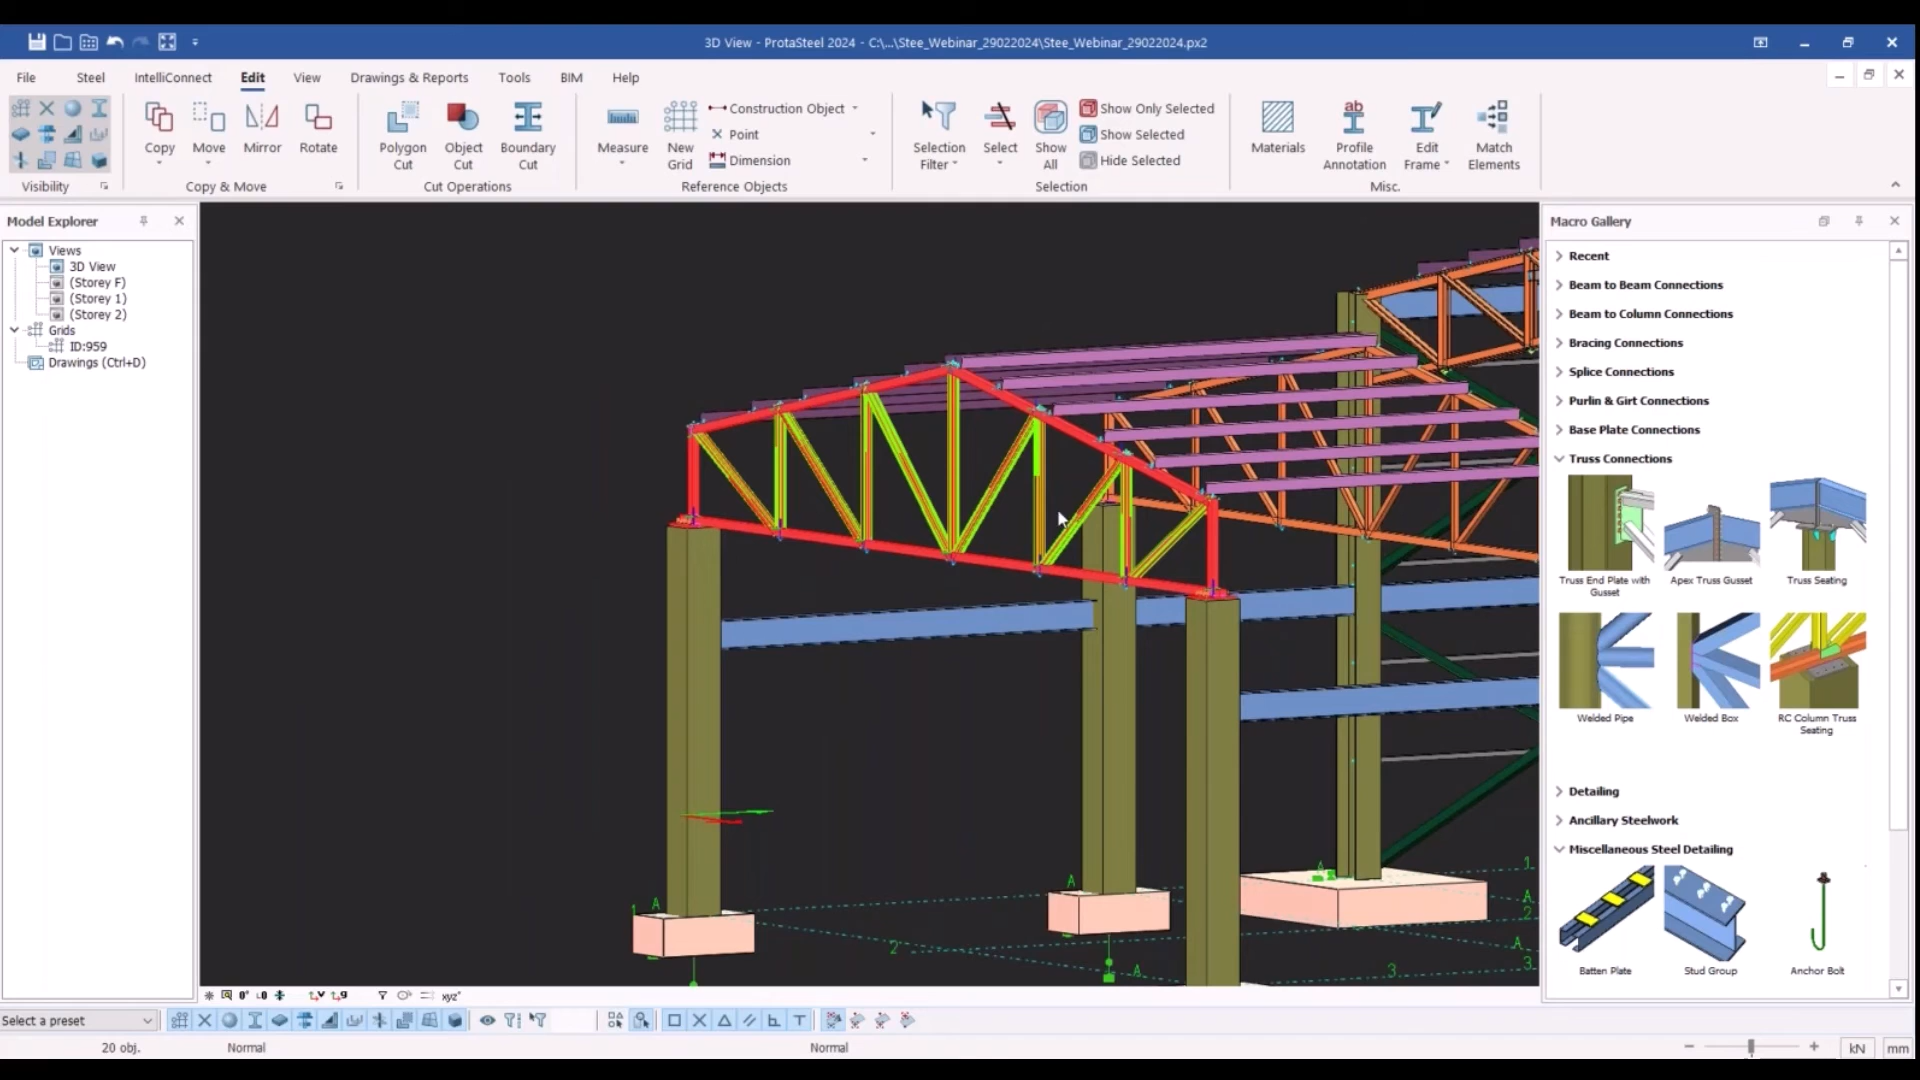 3D View - ProtaSteel 2024 - C:\...\Stee_Webinar_29022024\Stee_Webinar_29022024.px2
File Steel IntelliConnect Edit View Drawings & Reports Tools BIM Help
Copy Move Mirror Rotate
Polygon Cut Object Cut Boundary Cut
Measure New Grid
Construction Object
Point
Dimension
Selection Filter Select Show All
Show Only Selected
Show Selected
Hide Selected
Materials ab Profile Annotation Edit Frame Match Elements
Visibility Copy & Move Cut Operations Reference Objects Selection Misc.
Model Explorer
Views
3D View
(Storey F)
(Storey 1)
(Storey 2)
Grids
ID:959
Drawings (Ctrl+D)
A
A
A
2
A
3
1
A
2
A
3
Macro Gallery
Recent
Beam to Beam Connections
Beam to Column Connections
Bracing Connections
Splice Connections
Purlin & Girt Connections
Base Plate Connections
Truss Connections
Truss End Plate with Gusset
Apex Truss Gusset
Truss Seating
Welded Pipe
Welded Box
RC Column Truss Seating
Detailing
Ancillary Steelwork
Miscellaneous Steel Detailing
Batten Plate
Stud Group
Anchor Bolt
xyz
Select a preset
20 obj. Normal Normal kN mm